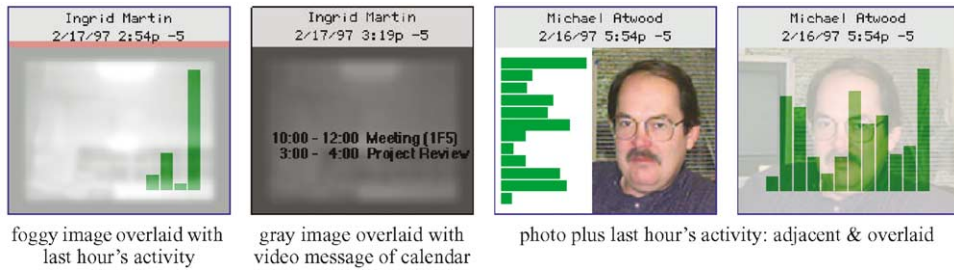 Ingrid Martin
2/17/97 2:54p -5
Ingrid Martin
2/17/97 3:19p -5
10:00 - 12:00 Meeting (1F5)
3:00 - 4:00 Project Review
Michael Atwood
2/16/97 5:54p -5
Michael Atwood
2/16/97 5:54p -5
foggy image overlaid with
last hour's activity
gray image overlaid with
video message of calendar
photo plus last hour's activity: adjacent & overlaid